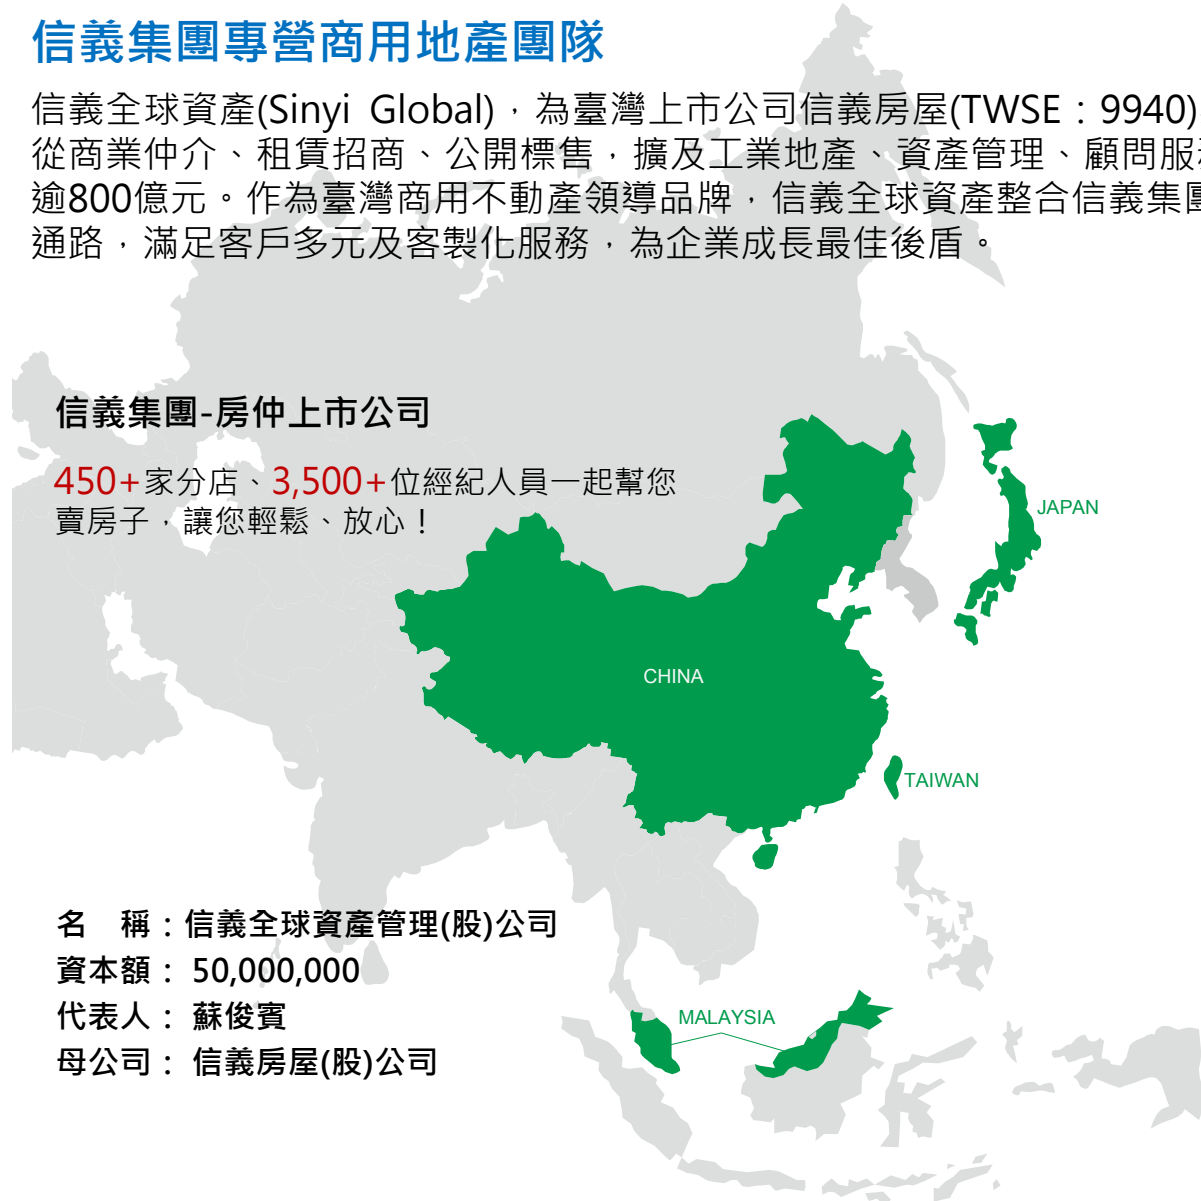 信義集團專營商用地產團隊
信義全球資產(Sinyi Global)，為臺灣上市公司信義房屋(TWSE：9940)
從商業仲介、租賃招商、公開標售，擴及工業地產、資產管理、顧問服務
逾800億元。作為臺灣商用不動產領導品牌，信義全球資產整合信義集團
通路，滿足客戶多元及客製化服務，為企業成長最佳後盾。
信義集團-房仲上市公司
450+家分店、3,500+位經紀人員一起幫您
賣房子，讓您輕鬆、放心！
JAPAN
CHINA
TAIWAN
名　稱：信義全球資產管理(股)公司
資本額： 50,000,000
代表人： 蘇俊賓
母公司： 信義房屋(股)公司
MALAYSIA